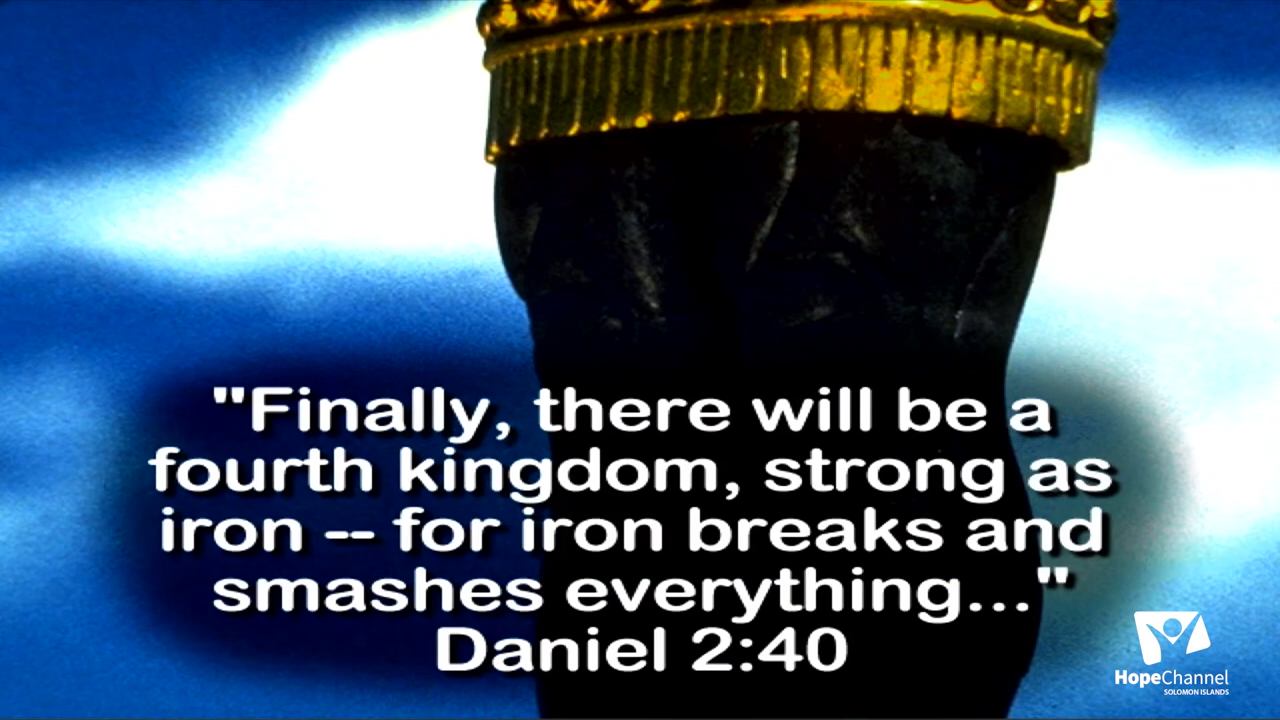 "Finally, there will be a
fourth kingdom, strong as
iron -- for iron breaks and
smashes everything..."
Daniel 2:40
HopeChannel
SOLOMON ISLANDS